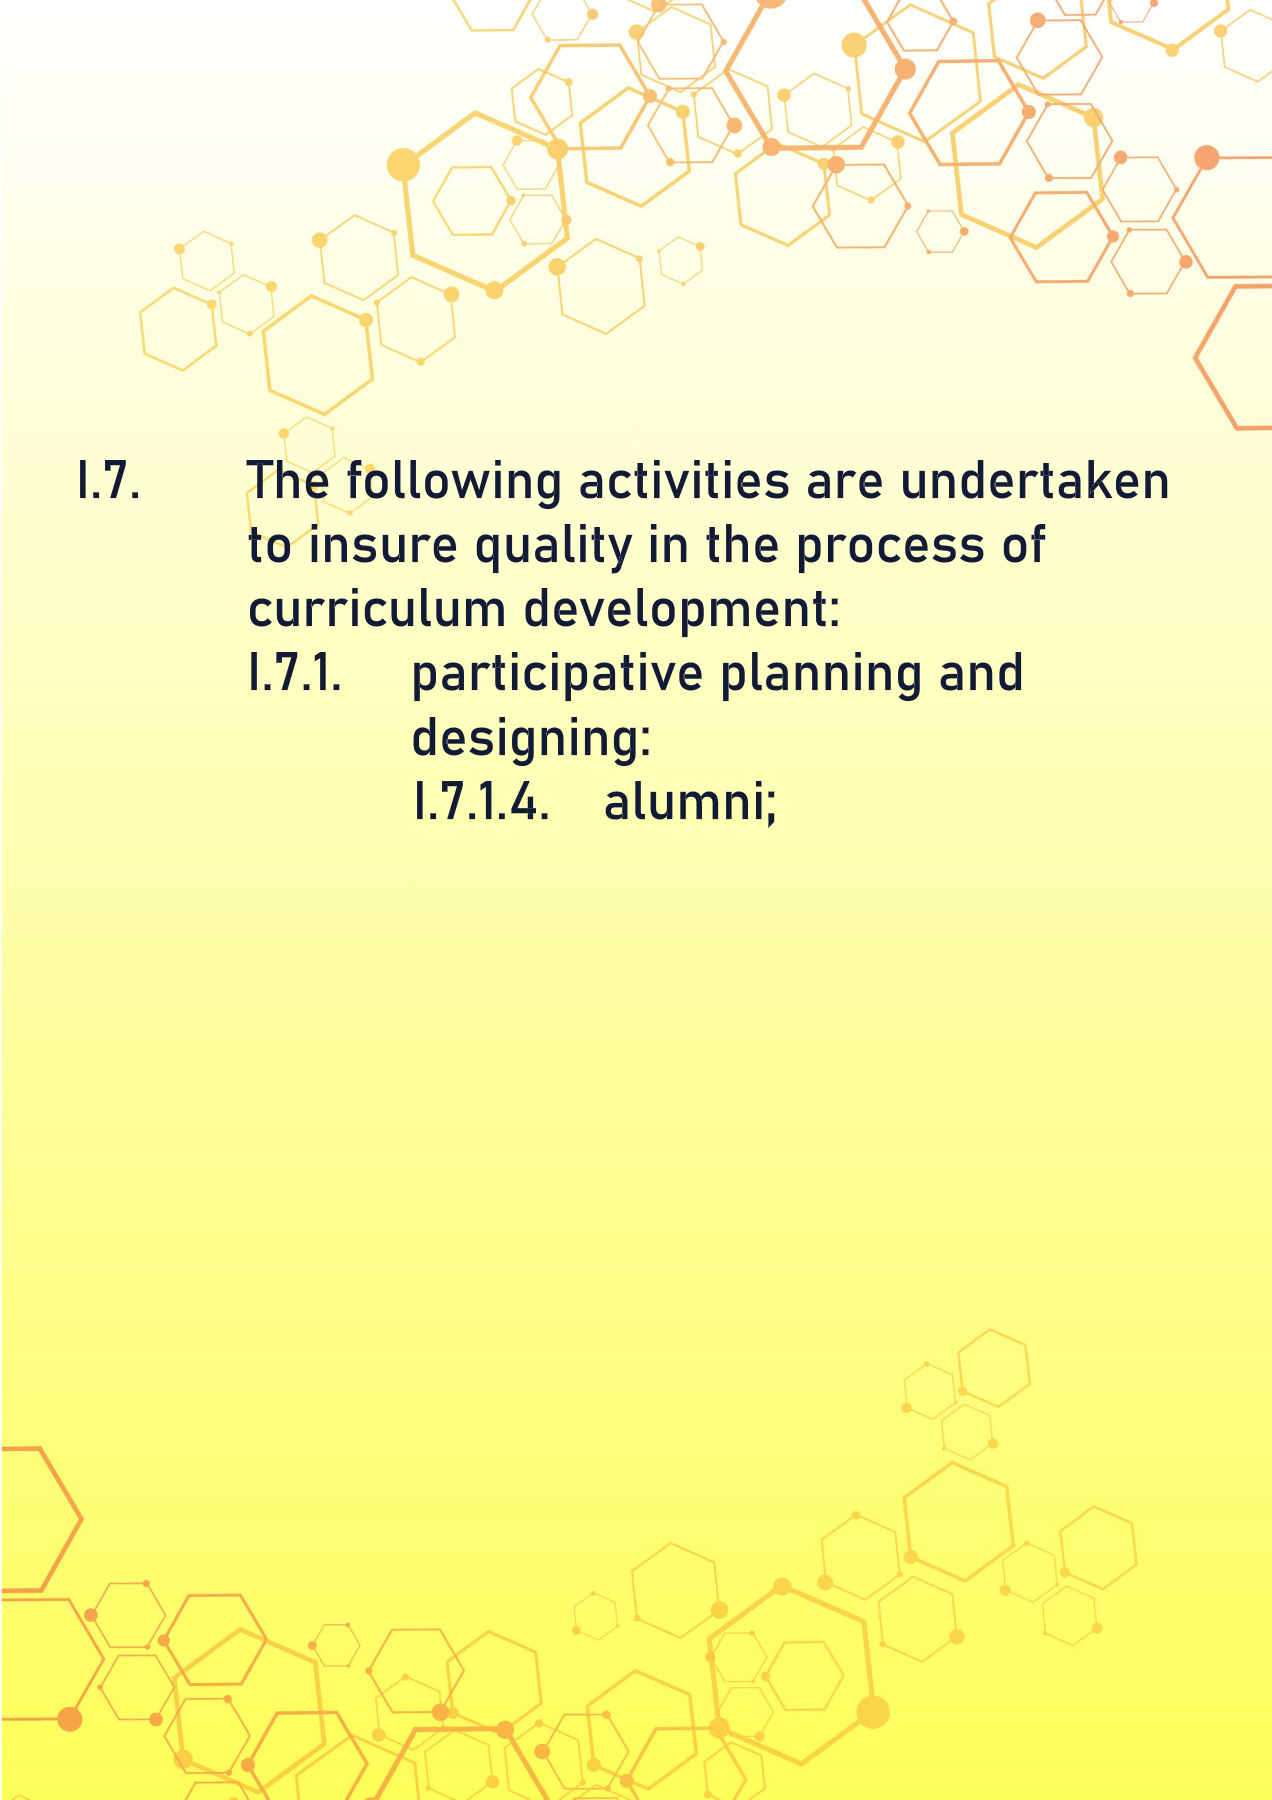 I.7. The following activities are undertaken
to insure quality in the process of
curriculum development:
I.7.1. participative planning and
designing:
I.7.1.4. alumni;